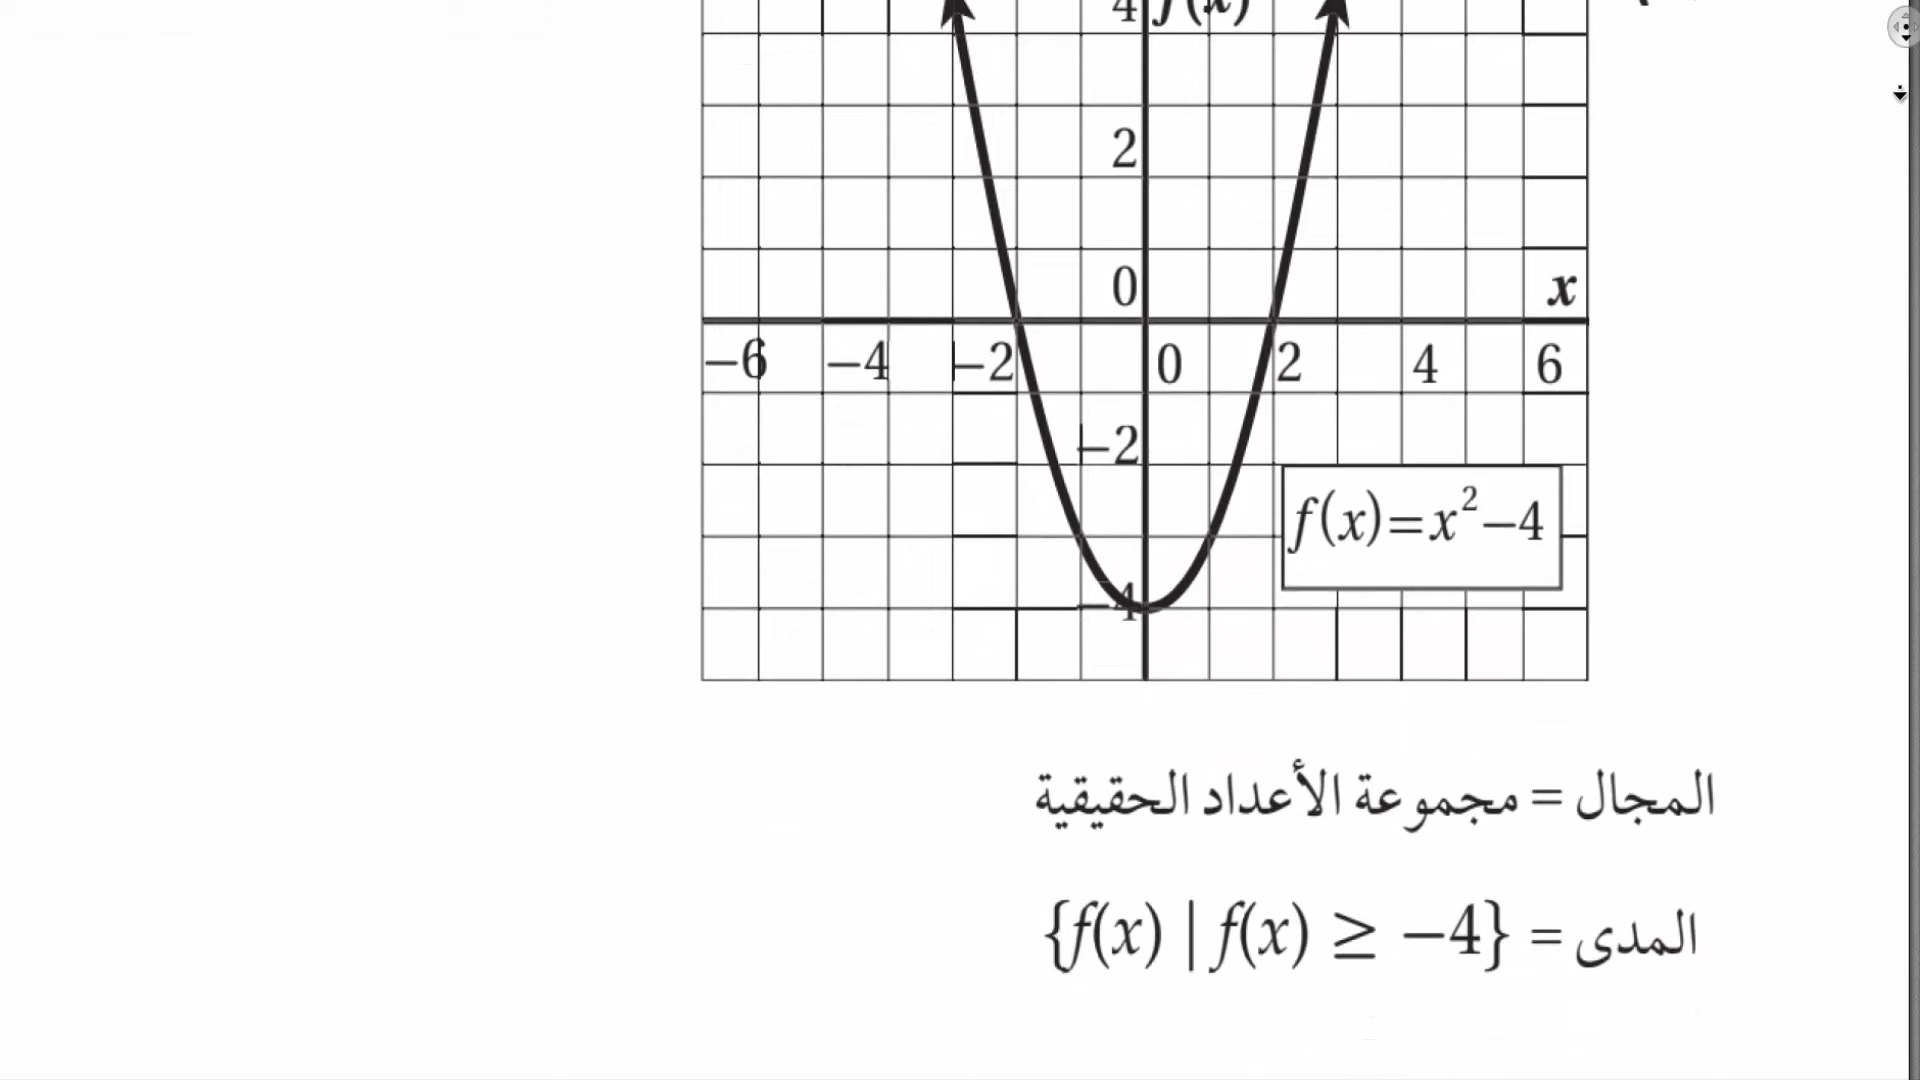 4 f(x)
2
0
x
−6 −4 −2 0 2 4 6
−2
f(x)=x²−4
−4
المجال = مجموعة الأعداد الحقيقية
المدى = {f(x) | f(x) ≥ −4}